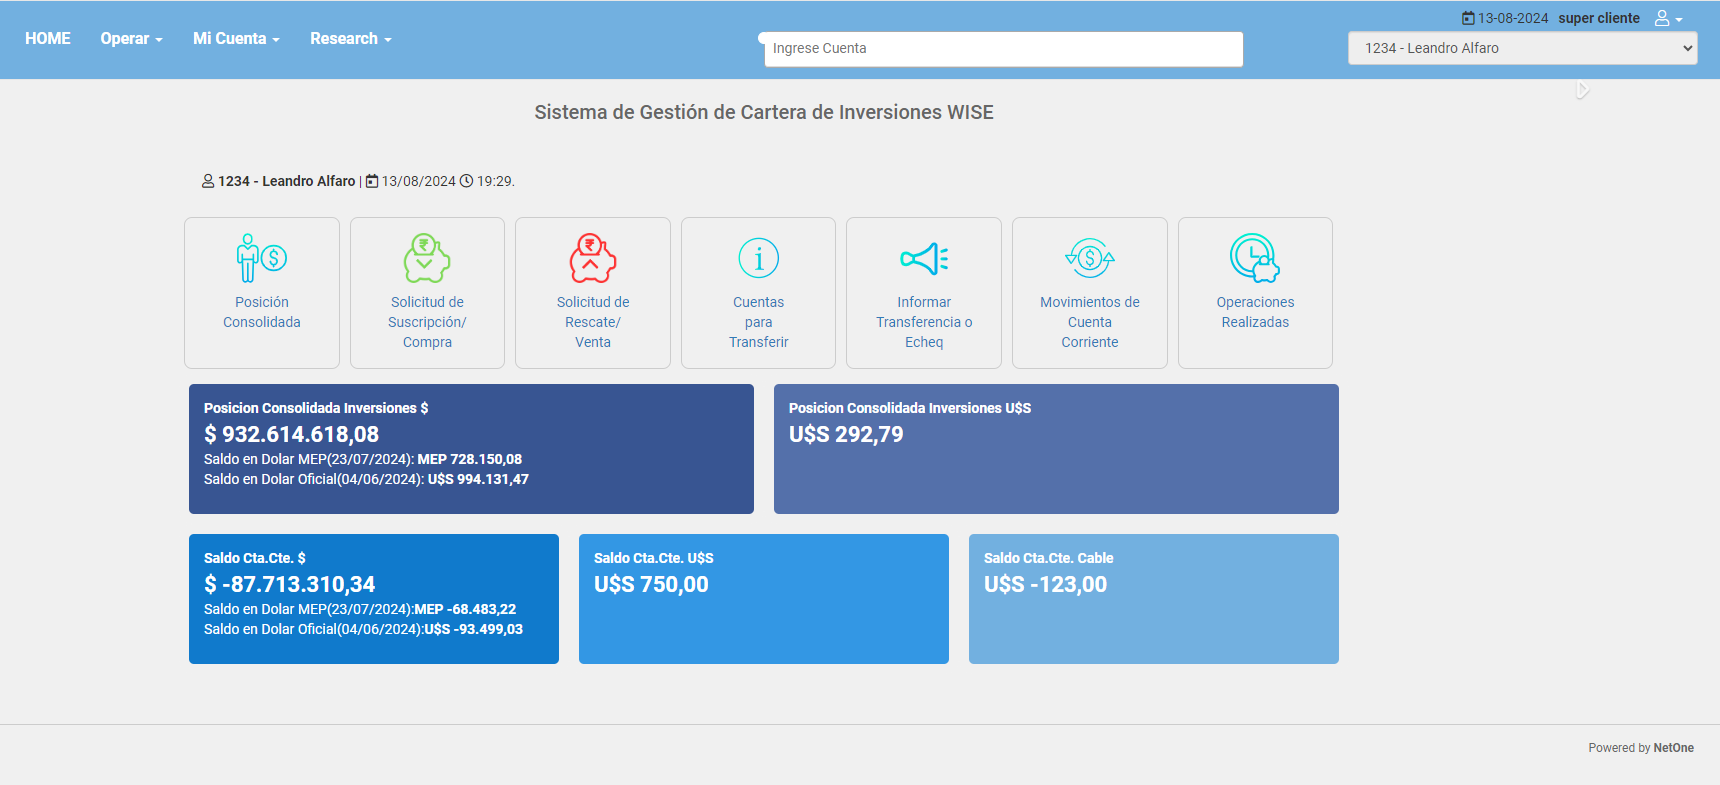 13-08-2024 super cliente
HOME Operar Mi Cuenta Research
Ingrese Cuenta
1234 - Leandro Alfaro
Sistema de Gestión de Cartera de Inversiones WISE
1234 - Leandro Alfaro | 13/08/2024 19:29.
Posición
Consolidada
Solicitud de
Suscripción/
Compra
Solicitud de
Rescate/
Venta
Cuentas
para
Transferir
Informar
Transferencia o
Echeq
Movimientos de
Cuenta
Corriente
Operaciones
Realizadas
Posicion Consolidada Inversiones $
$ 932.614.618,08
Saldo en Dolar MEP(23/07/2024): MEP 728.150,08
Saldo en Dolar Oficial(04/06/2024): U$S 994.131,47
Posicion Consolidada Inversiones U$S
U$S 292,79
Saldo Cta.Cte. $
$ -87.713.310,34
Saldo en Dolar MEP(23/07/2024):MEP -68.483,22
Saldo en Dolar Oficial(04/06/2024):U$S -93.499,03
Saldo Cta.Cte. U$S
U$S 750,00
Saldo Cta.Cte. Cable
U$S -123,00
Powered by NetOne